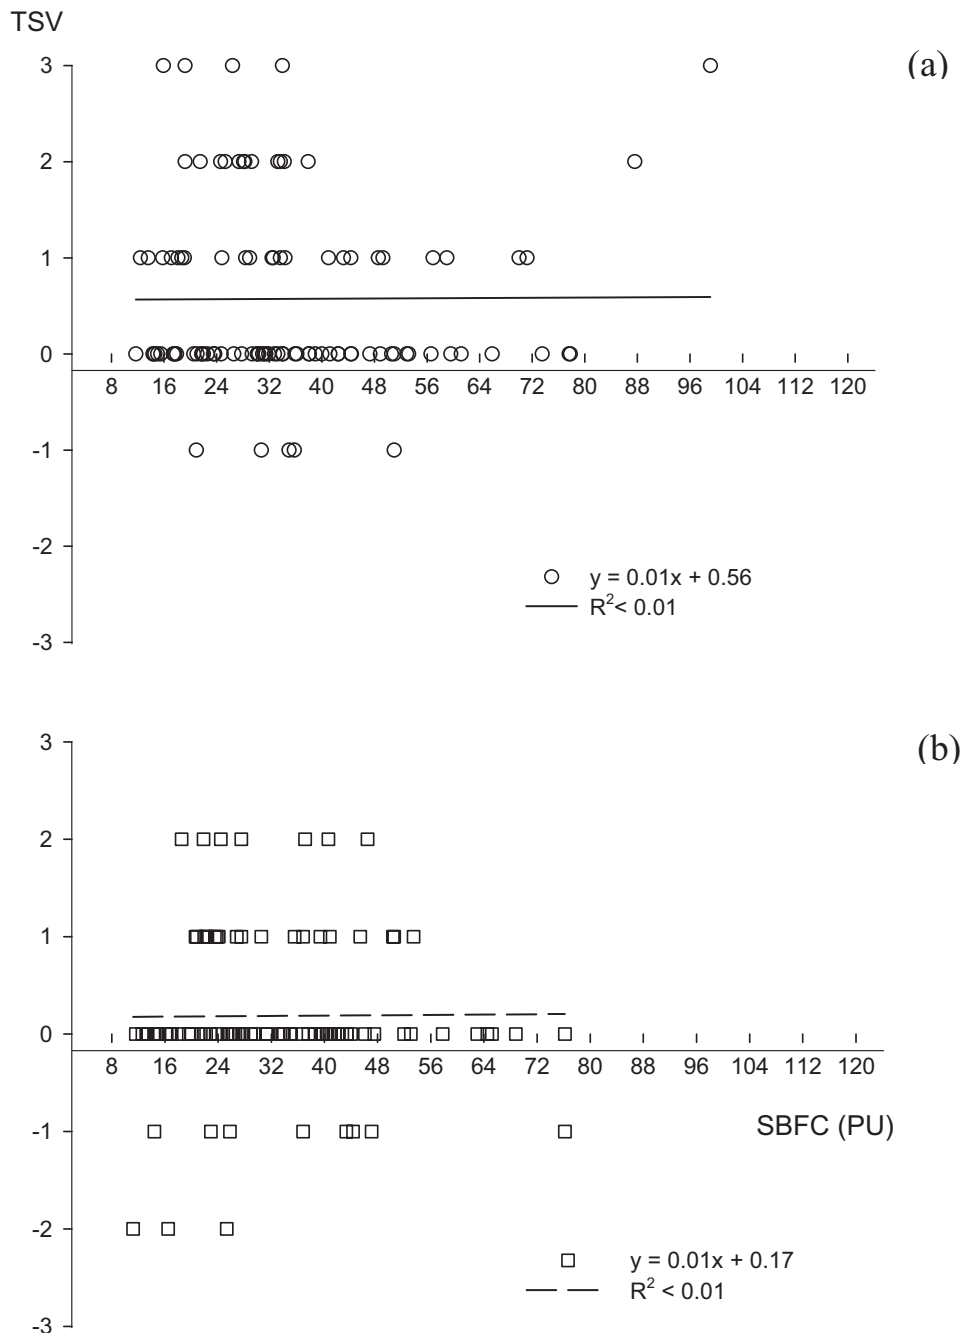 TSV
(a)
3
2
1
0
8 16 24 32 40 48 56 64 72 80 88 96 104 112 120
-1
-2
y = 0.01x + 0.56
R²< 0.01
-3
(b)
3
2
1
0
8 16 24 32 40 48 56 64 72 80 88 96 104 112 120
SBFC (PU)
-1
-2
y = 0.01x + 0.17
R² < 0.01
-3